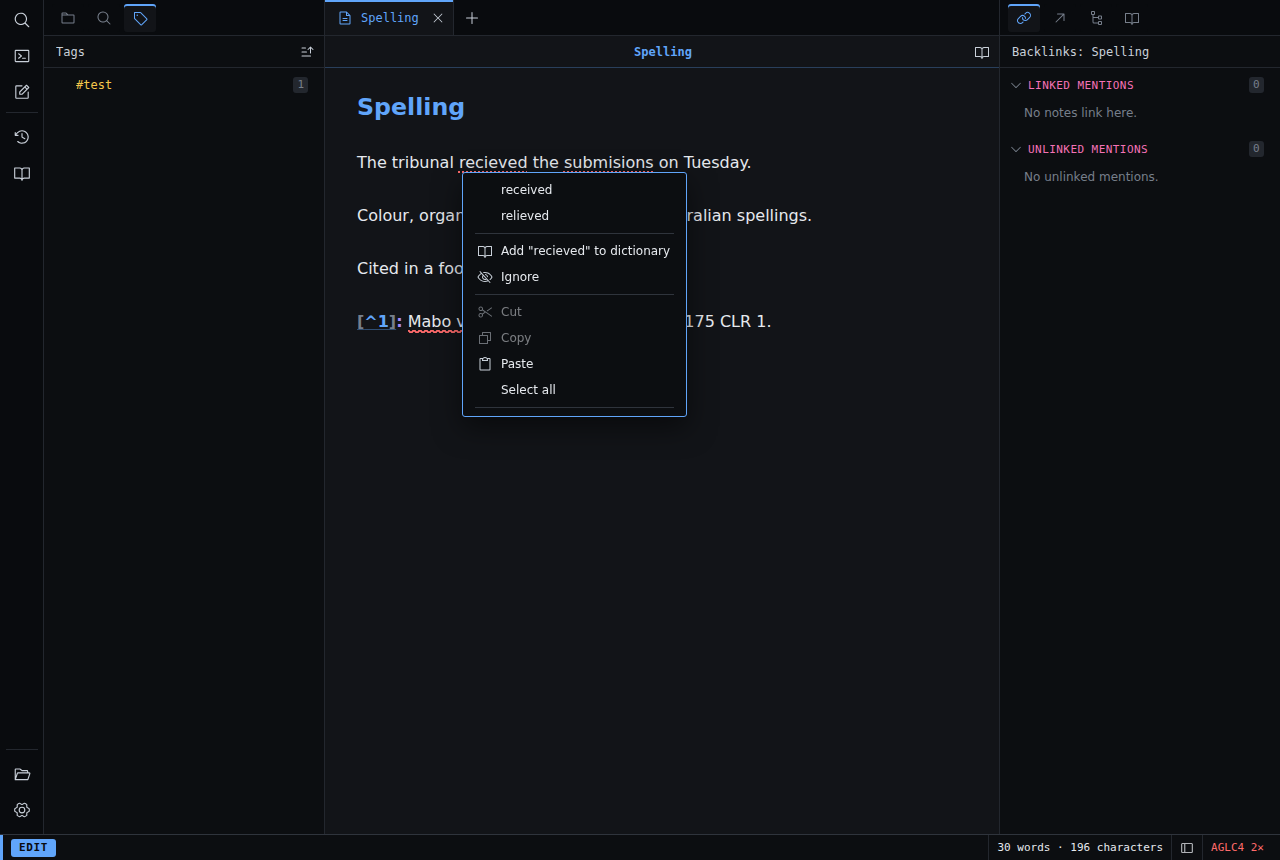 Spelling
Tags
Spelling
Backlinks: Spelling
#test 1
LINKED MENTIONS 0
No notes link here.
UNLINKED MENTIONS 0
No unlinked mentions.
Spelling
The tribunal recieved the submisions on Tuesday.
Colour, organ
ralian spellings.
Cited in a foo
[^1]: Mabo v
175 CLR 1.
received
relieved
Add "recieved" to dictionary
Ignore
Cut
Copy
Paste
Select all
EDIT
30 words · 196 characters
AGLC4 2×